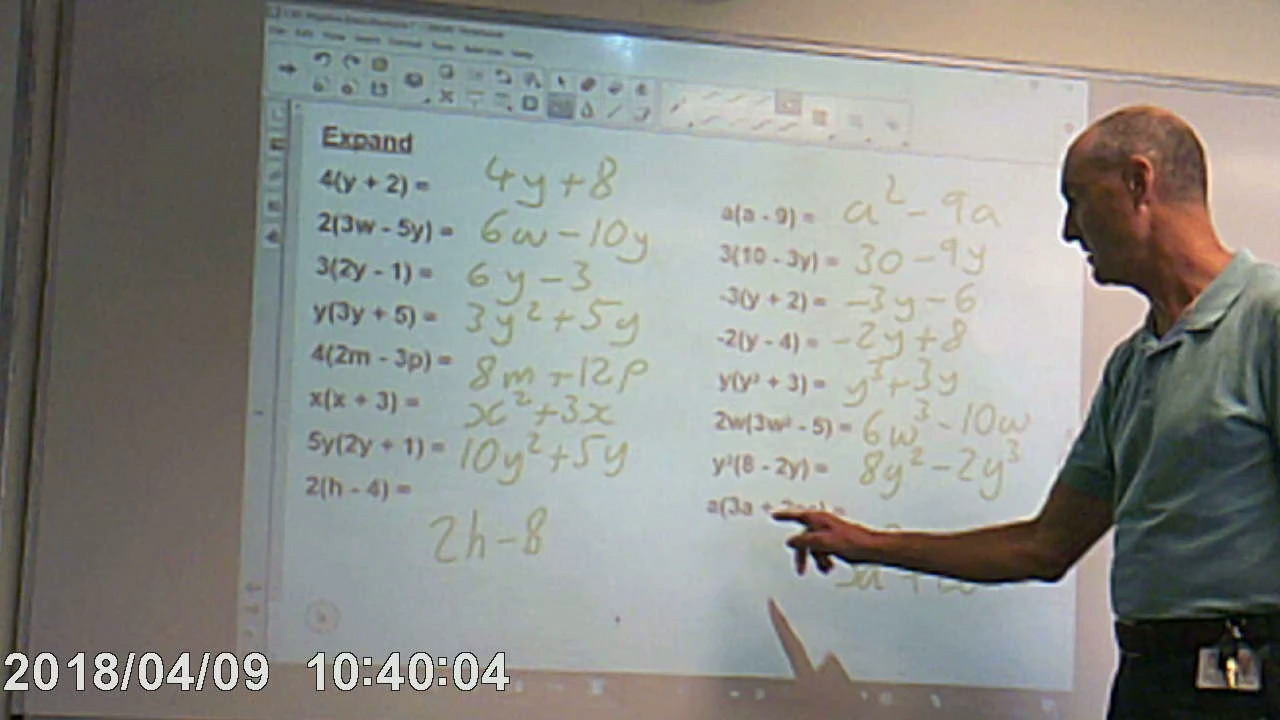 Expand
4(y + 2) = 4y+8
2(3w - 5y) = 6w-10y
3(2y - 1) = 6y-3
y(3y + 5) = 3y²+5y
4(2m - 3p) = 8m+12p
x(x + 3) = x²+3x
5y(2y + 1) = 10y²+5y
2(h - 4) =
2h-8
a(a - 9) = a²-9a
3(10 - 3y) = 30-9y
-3(y + 2) = -3y-6
-2(y - 4) = -2y+8
y(y² + 3) = y³+3y
2w(3w² - 5) = 6w³-10w
y²(8 - 2y) = 8y²-2y³
a(3a +
2018/04/09 10:40:04